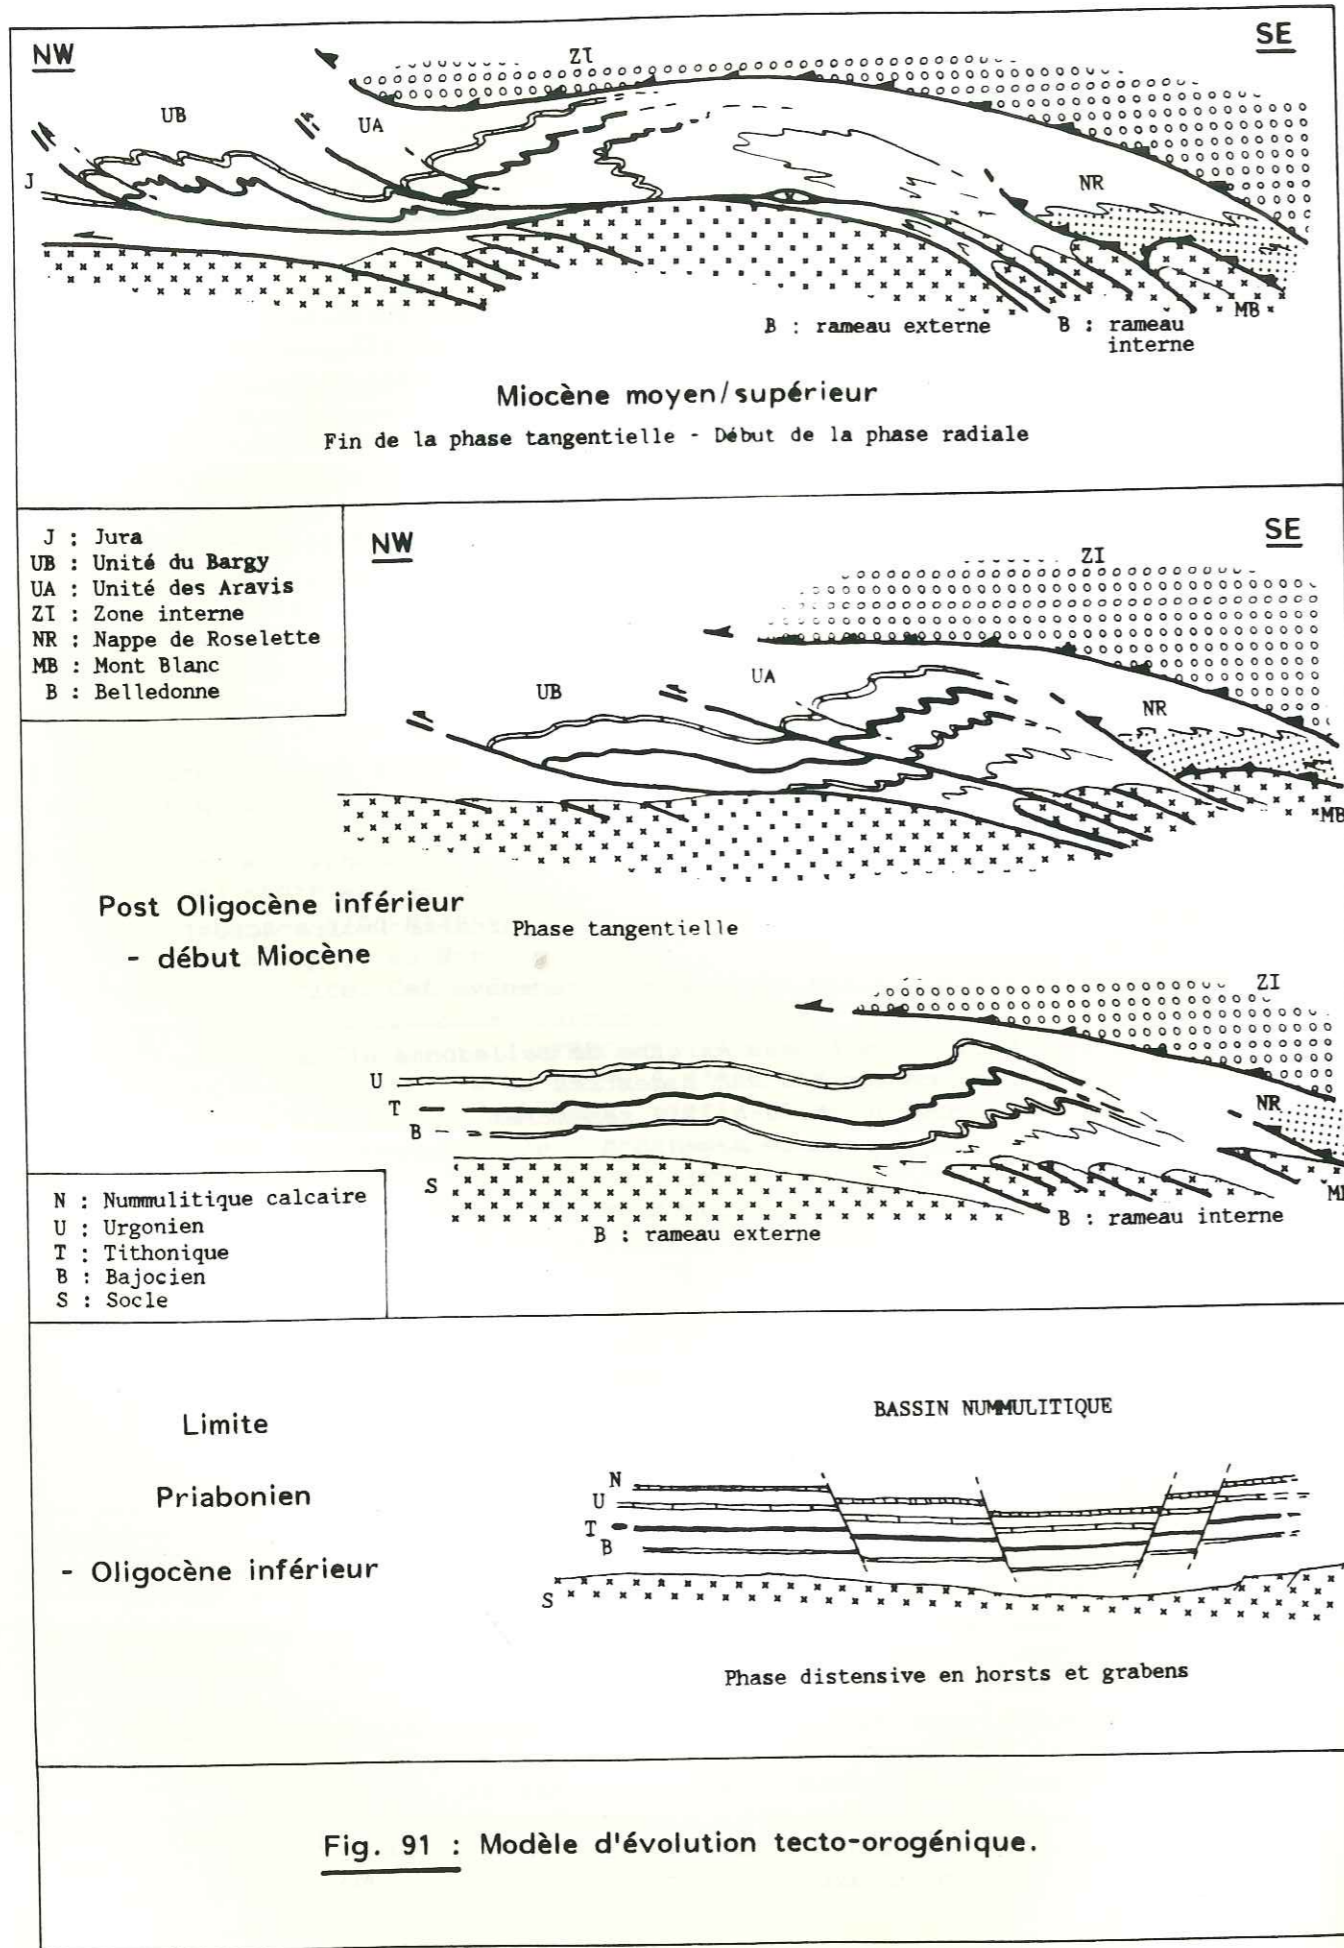 NW
SE
ZI
UB
UA
J
NR
MB
B : rameau externe
B : rameau
interne
Miocène moyen/supérieur
Fin de la phase tangentielle - Début de la phase radiale
J : Jura
UB : Unité du Bargy
UA : Unité des Aravis
ZI : Zone interne
NR : Nappe de Roselette
MB : Mont Blanc
B : Belledonne
NW
SE
ZI
UA
UB
NR
MB
Post Oligocène inférieur
- début Miocène
Phase tangentielle
ZI
U
T
B
NR
S
B : rameau externe
B : rameau interne
N : Nummulitique calcaire
U : Urgonien
T : Tithonique
B : Bajocien
S : Socle
Limite
Priabonien
- Oligocène inférieur
BASSIN NUMMULITIQUE
N
U
T
B
S
Phase distensive en horsts et grabens
Fig. 91 : Modèle d'évolution tecto-orogénique.